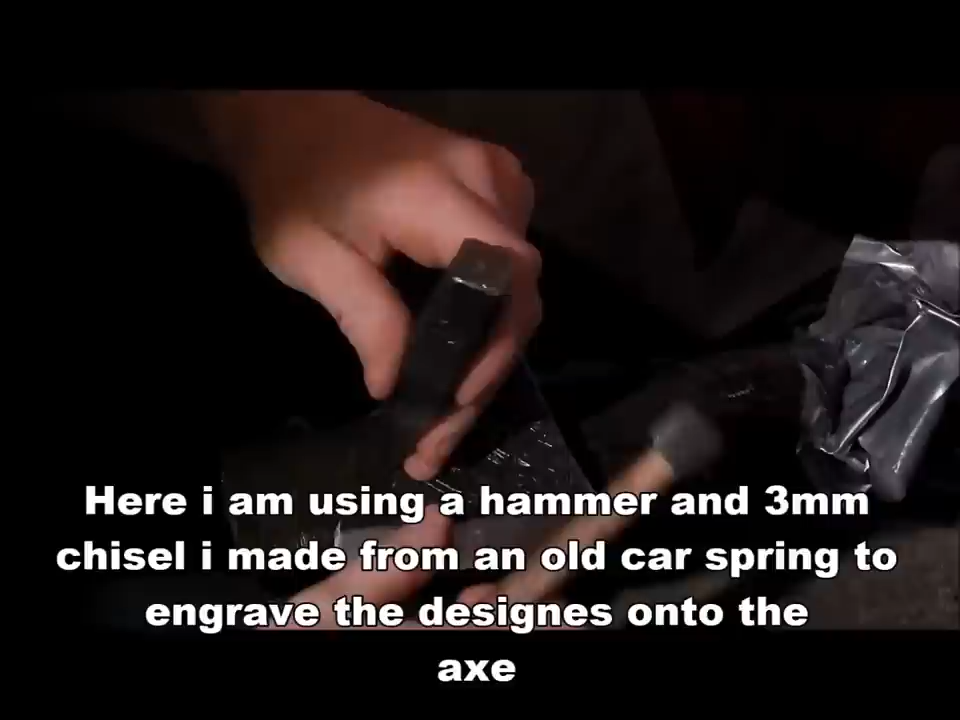 Here i am using a hammer and 3mm
chisel i made from an old car spring to
engrave the designes onto the
axe